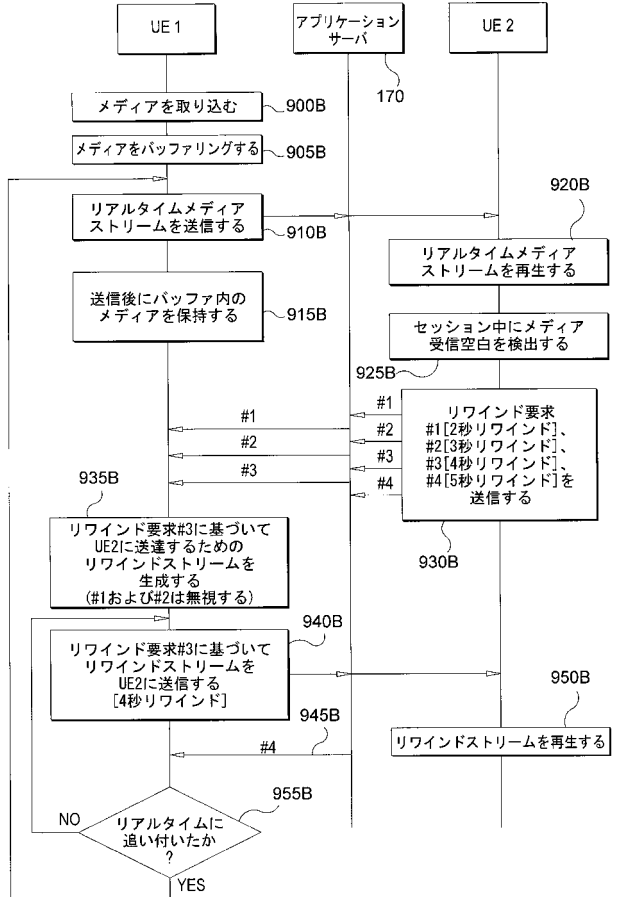 UE 1
アプリケーション
サーバ
UE 2
170
メディアを取り込む
900B
メディアをバッファリングする
905B
リアルタイムメディア
ストリームを送信する
910B
920B
リアルタイムメディア
ストリームを再生する
送信後にバッファ内の
メディアを保持する
915B
セッション中にメディア
受信空白を検出する
925B
#1
#2
#3
#1
#2
#3
#4
リワインド要求
#1[2秒リワインド]、
#2[3秒リワインド]、
#3[4秒リワインド]、
#4[5秒リワインド]を
送信する
930B
935B
リワインド要求#3に基づいて
UE2に送達するための
リワインドストリームを
生成する
(#1および#2は無視する)
940B
リワインド要求#3に基づいて
リワインドストリームを
UE2に送信する
[4秒リワインド]
945B
#4
950B
リワインドストリームを再生する
955B
リアルタイムに
追い付いたか
?
NO
YES